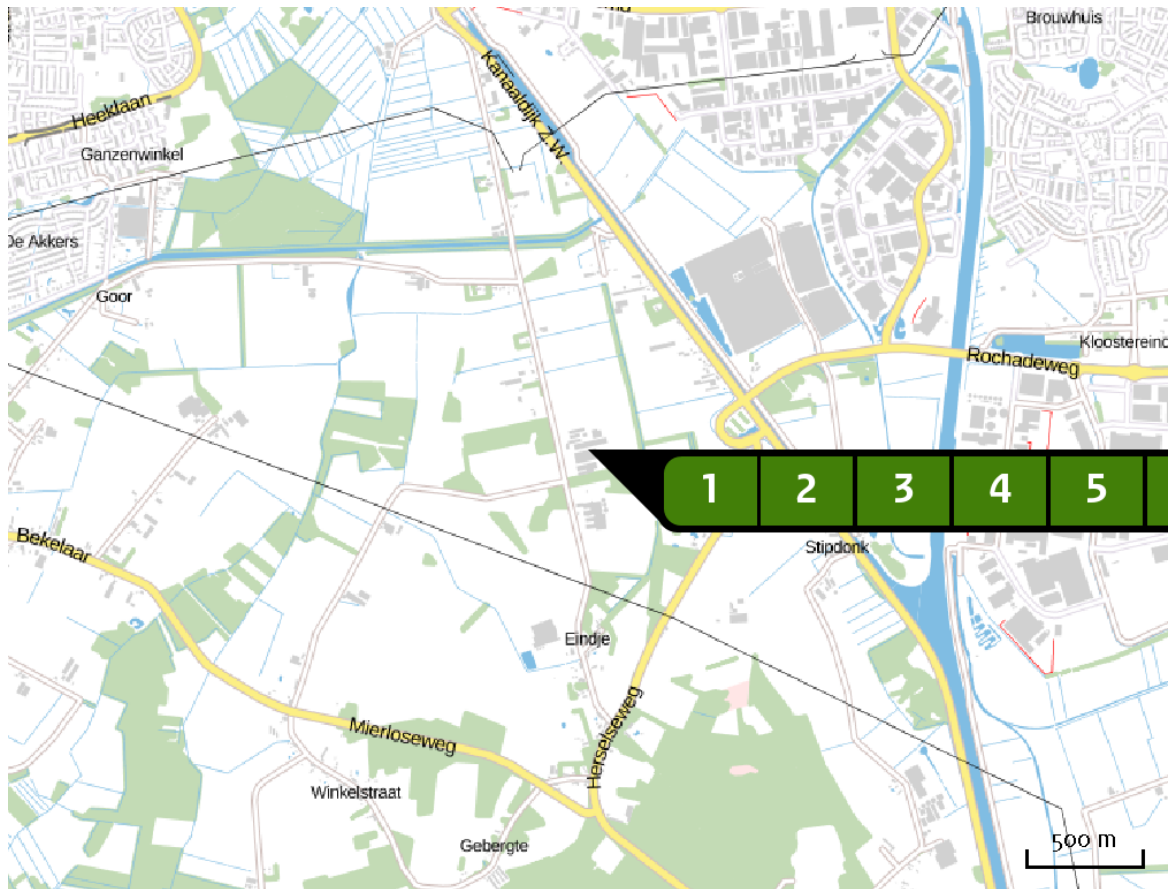 Brouwhuis
Heeklaan
Kanaaldijk Z.W.
Ganzenwinkel
De Akkers
Goor
Rochadeweg
Kloostereind
1 2 3 4 5
Bekelaar
Stipdonk
Eindje
Herselseweg
Mierloseweg
Winkelstraat
Gebergte
500 m